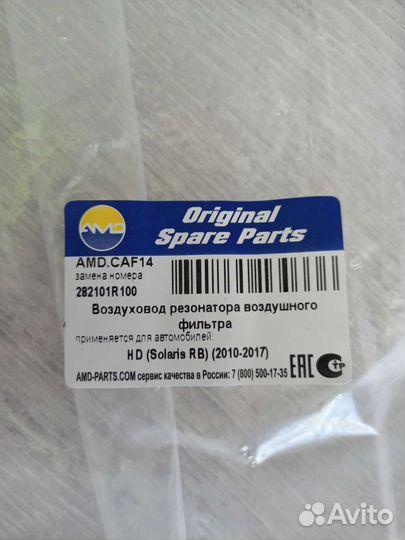 AMD
Original
Spare Parts
AMD.CAF14
замена номера
282101R100
Воздуховод резонатора воздушного
фильтра
применяется для автомобилей:
HD (Solaris RB) (2010-2017)
AMD-PARTS.COM сервис качества в России: 7 (800) 500-17-35
EAC
СТР
Avito